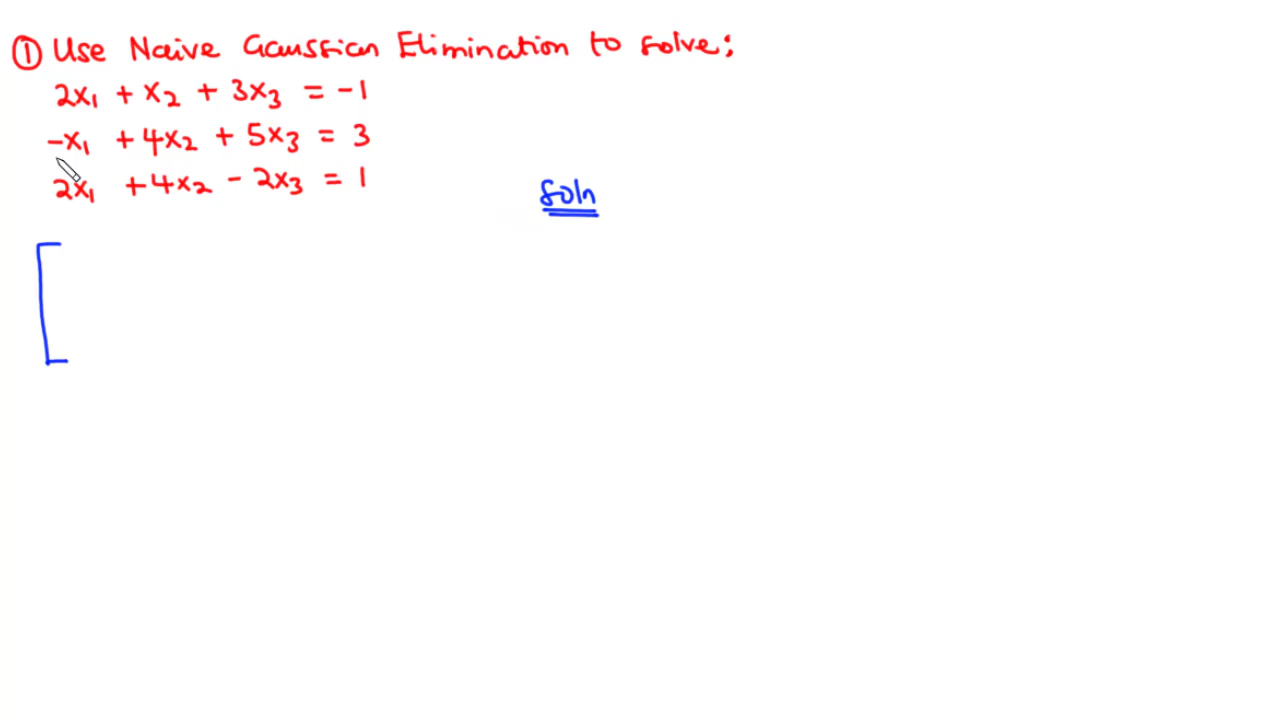 ① Use Naive Gaussian Elimination to solve:
2x₁ + x₂ + 3x₃ = -1
-x₁ + 4x₂ + 5x₃ = 3
2x₁ + 4x₂ - 2x₃ = 1
Soln
[